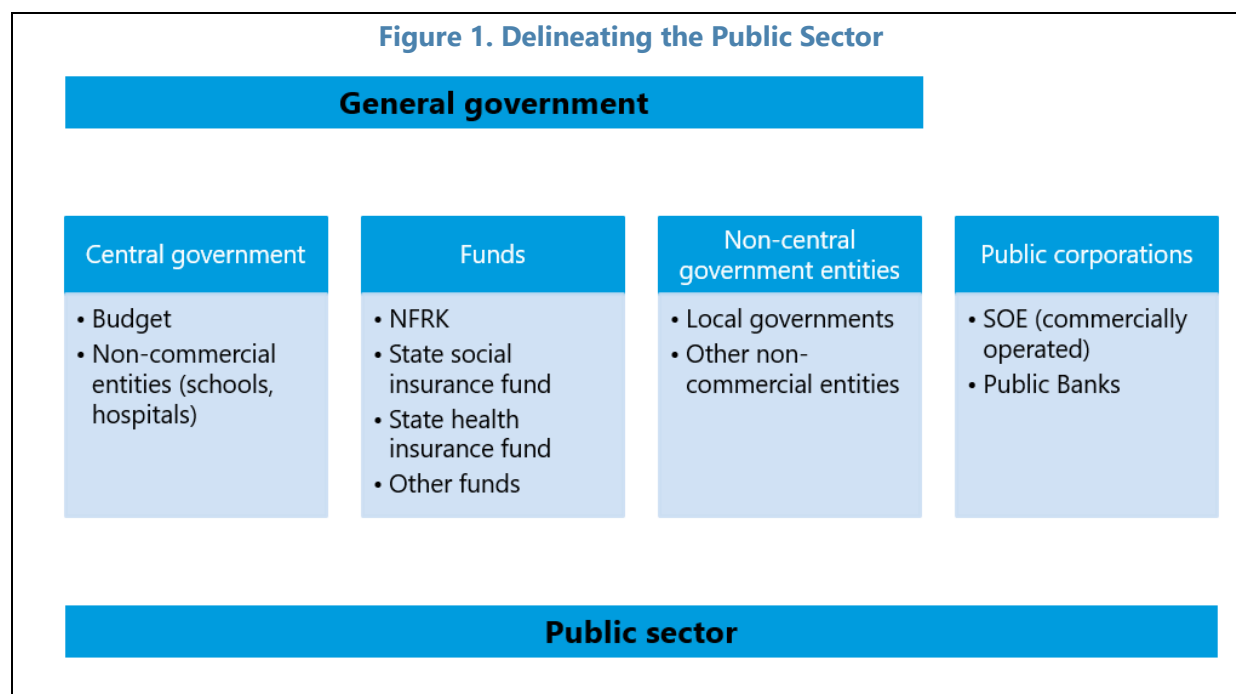 Figure 1. Delineating the Public Sector
General government
Central government
• Budget
• Non-commercial
entities (schools,
hospitals)
Funds
• NFRK
• State social
insurance fund
• State health
insurance fund
• Other funds
Non-central
government entities
• Local governments
• Other non-
commercial entities
Public corporations
• SOE (commercially
operated)
• Public Banks
Public sector